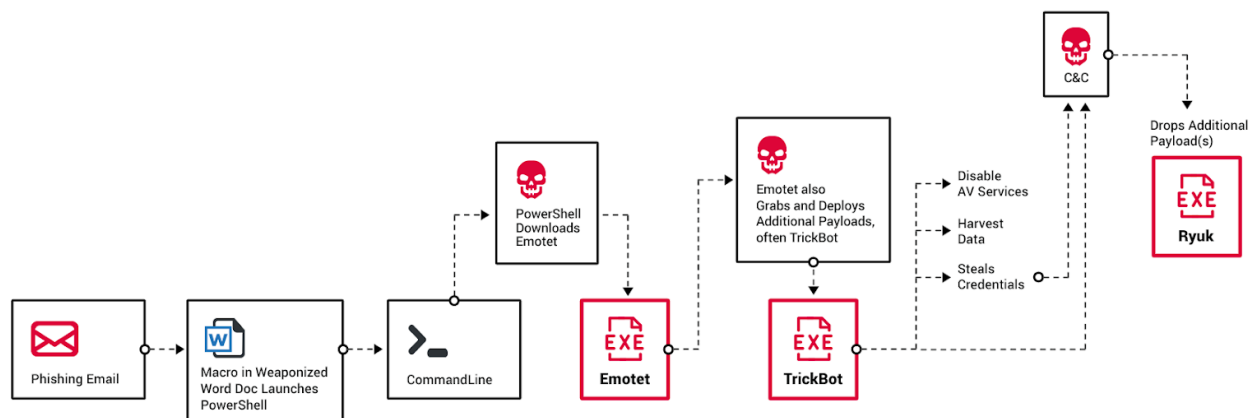 Phishing Email
Macro in Weaponized
Word Doc Launches
PowerShell
W
CommandLine
PowerShell
Downloads
Emotet
EXE
Emotet
Emotet also
Grabs and Deploys
Additional Payloads,
often TrickBot
EXE
TrickBot
Disable
AV Services
Harvest
Data
Steals
Credentials
C&C
Drops Additional
Payload(s)
EXE
Ryuk